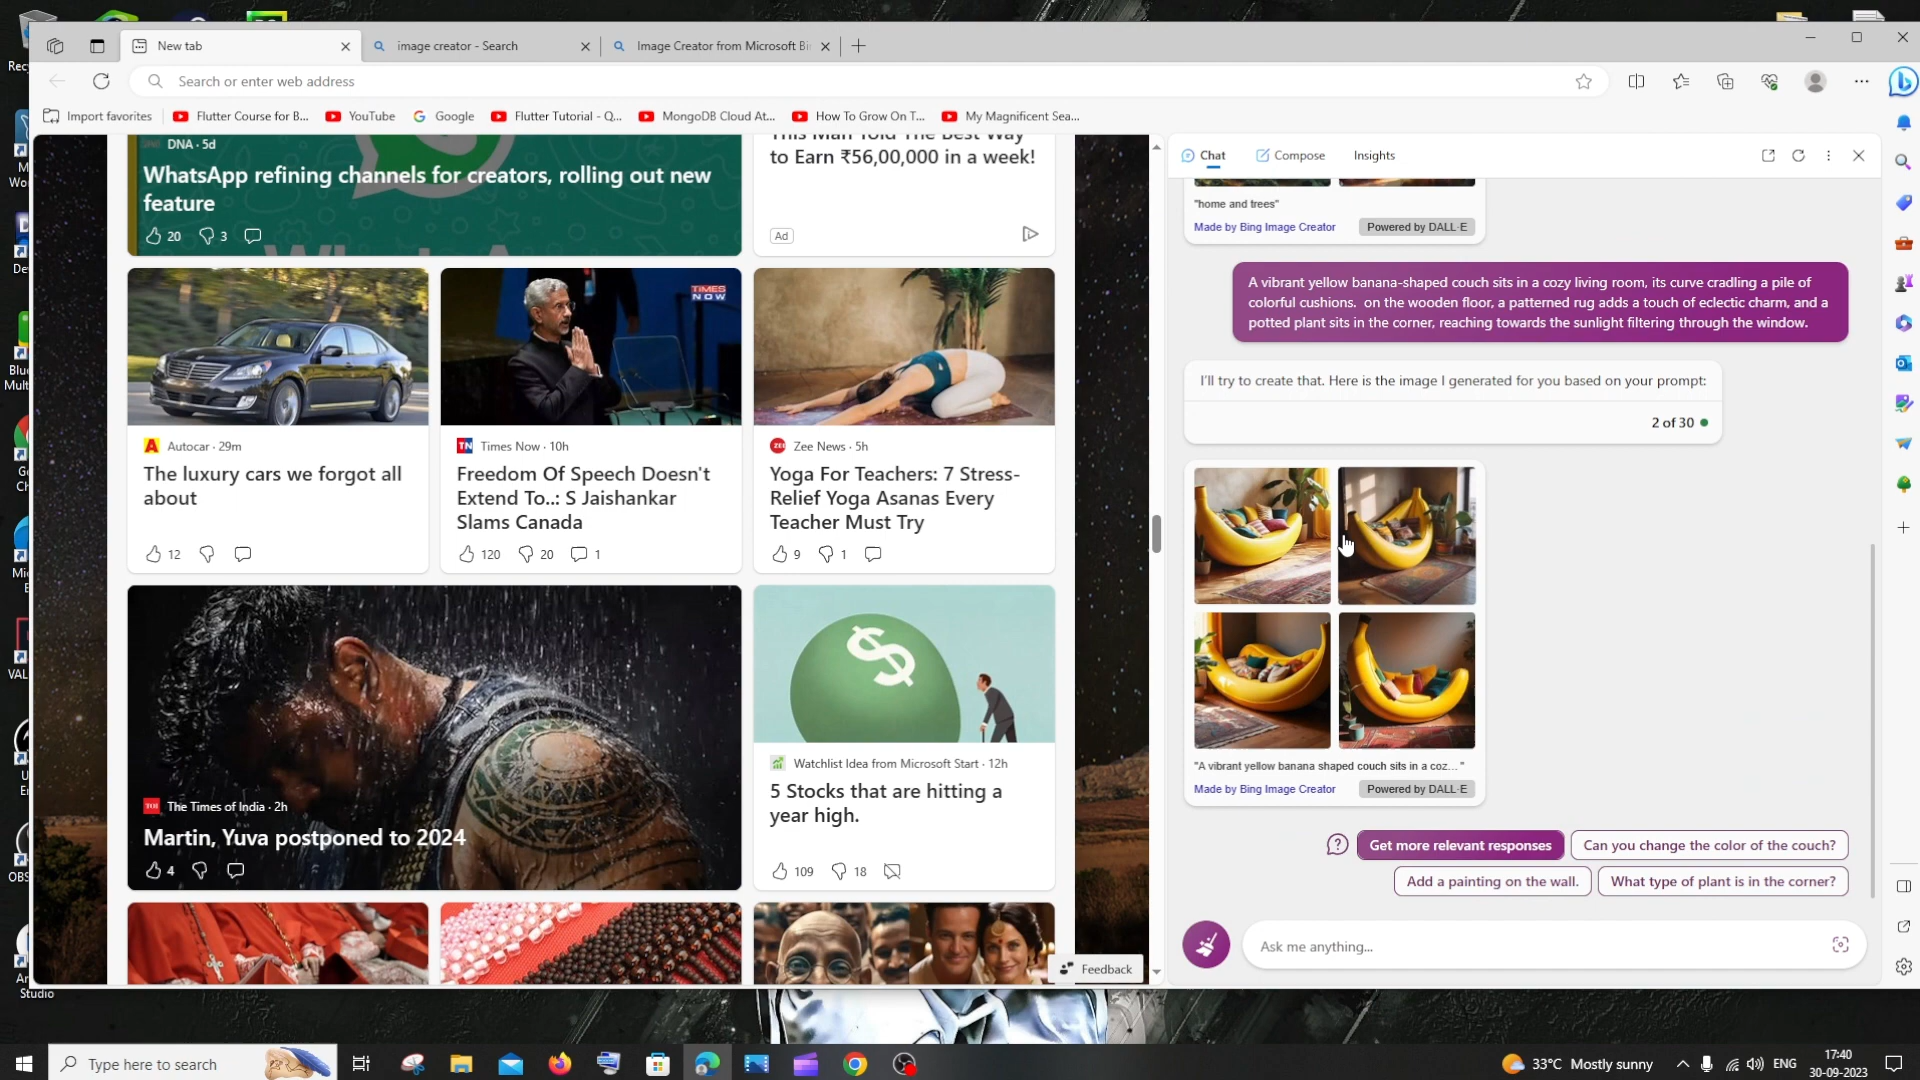 New tab
image creator - Search
Image Creator from Microsoft Bi
Search or enter web address
Import favorites
Flutter Course for B...
YouTube
Google
Flutter Tutorial - Q...
MongoDB Cloud At...
How To Grow On T...
My Magnificent Sea...
DNA · 5d
WhatsApp refining channels for creators, rolling out new
feature
20
3
This Man Told The Best Way
to Earn ₹56,00,000 in a week!
Ad
TIMES
NOW
Autocar · 29m
The luxury cars we forgot all
about
12
Times Now · 10h
Freedom Of Speech Doesn't
Extend To..: S Jaishankar
Slams Canada
120
20
1
Zee News · 5h
Yoga For Teachers: 7 Stress-
Relief Yoga Asanas Every
Teacher Must Try
9
1
The Times of India · 2h
Martin, Yuva postponed to 2024
4
$
Watchlist Idea from Microsoft Start · 12h
5 Stocks that are hitting a
year high.
109
18
Feedback
Chat
Compose
Insights
"home and trees"
Made by Bing Image Creator
Powered by DALL·E
A vibrant yellow banana-shaped couch sits in a cozy living room, its curve cradling a pile of
colorful cushions. on the wooden floor, a patterned rug adds a touch of eclectic charm, and a
potted plant sits in the corner, reaching towards the sunlight filtering through the window.
I'll try to create that. Here is the image I generated for you based on your prompt:
2 of 30
"A vibrant yellow banana shaped couch sits in a coz... "
Made by Bing Image Creator
Powered by DALL·E
Get more relevant responses
Can you change the color of the couch?
Add a painting on the wall.
What type of plant is in the corner?
Ask me anything...
Studio
Type here to search
33°C Mostly sunny
ENG
17:40
30-09-2023